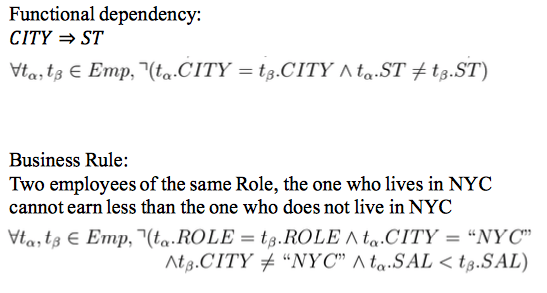 Functional dependency:
CITY ⇒ ST
∀tα, tβ ∈ Emp, ¬(tα.CITY = tβ.CITY ∧ tα.ST ≠ tβ.ST)
Business Rule:
Two employees of the same Role, the one who lives in NYC
cannot earn less than the one who does not live in NYC
∀tα, tβ ∈ Emp, ¬(tα.ROLE = tβ.ROLE ∧ tα.CITY = “NYC”
∧tβ.CITY ≠ “NYC” ∧ tα.SAL < tβ.SAL)